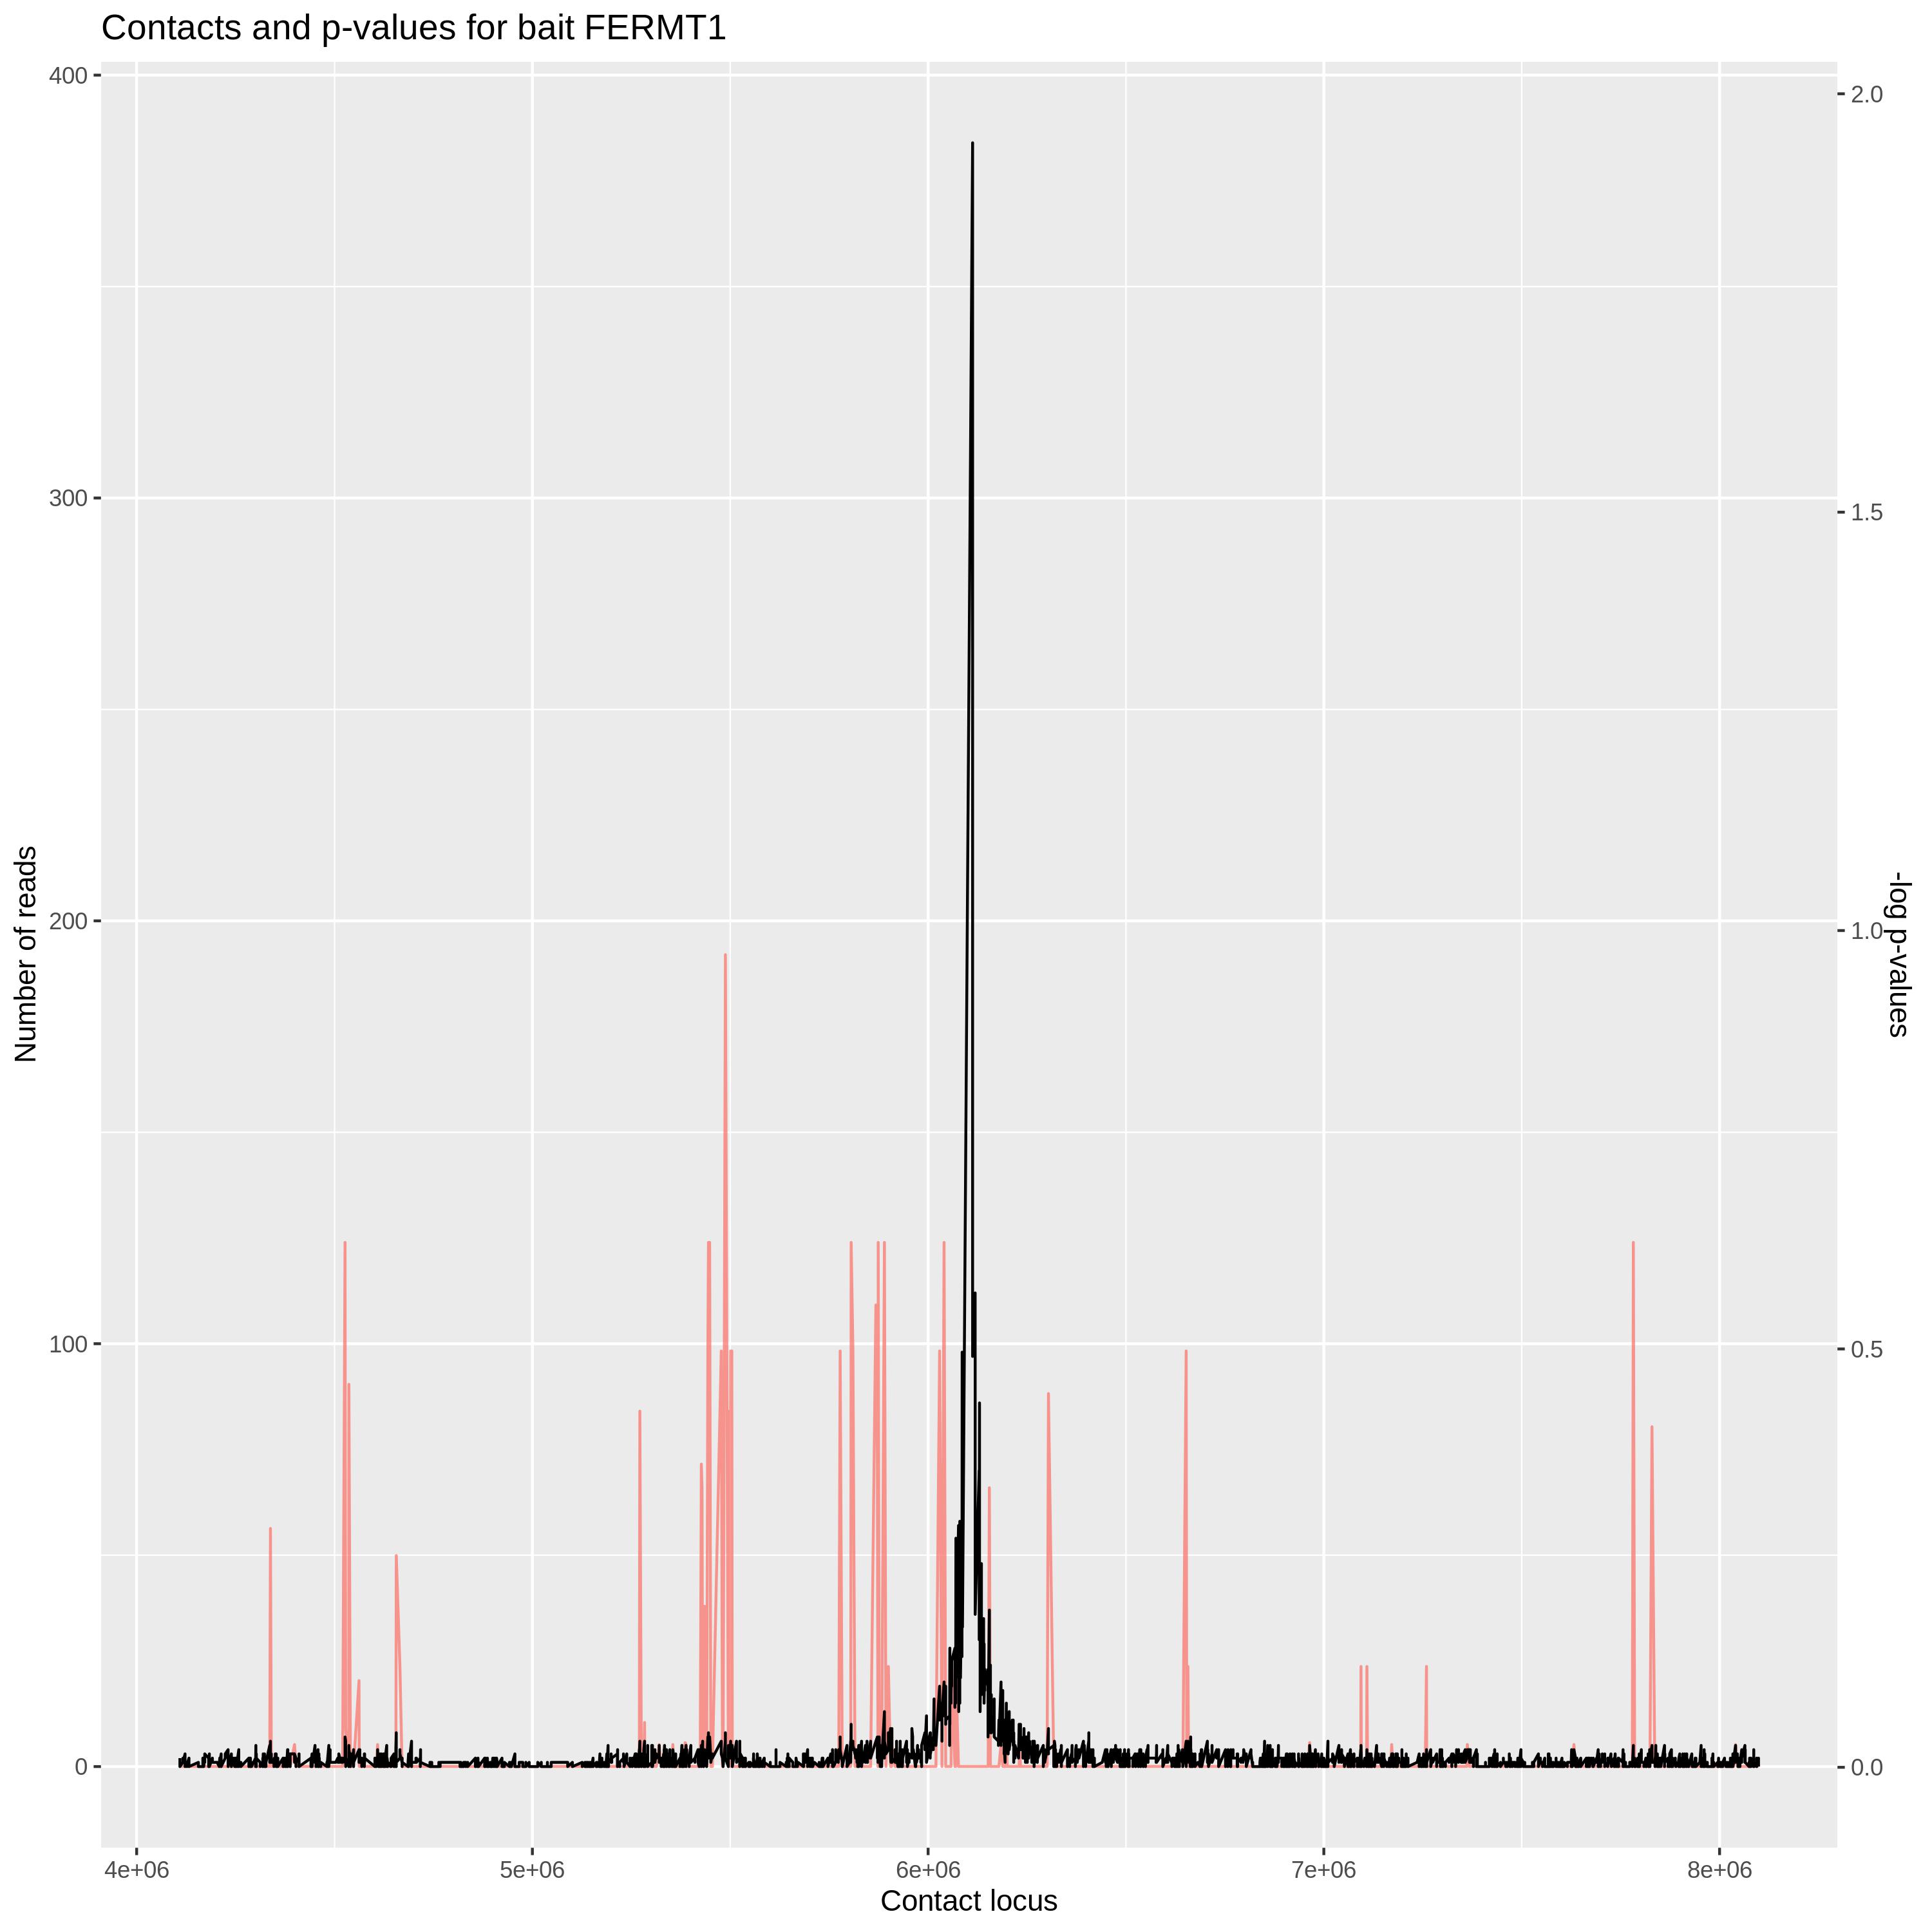 Contacts and p-values for bait FERMT1
400
300
200
100
0
Number of reads
2.0
1.5
1.0
0.5
0.0
-log p-values
4e+06
5e+06
6e+06
7e+06
8e+06
Contact locus